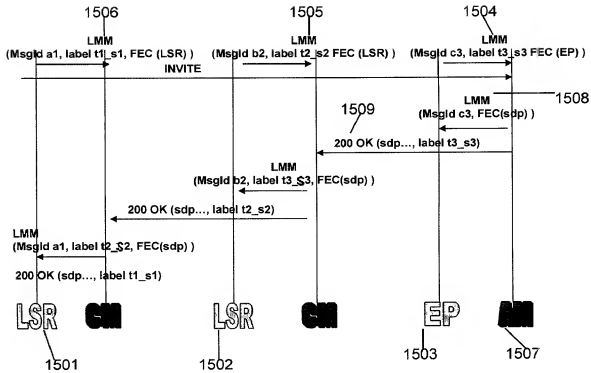 1506 1505 1504
LMM LMM LMM
(MsgId a1, label t1_s1, FEC (LSR) ) (MsgId b2, label t2_s2 FEC (LSR) ) (MsgId c3, label t3_s3 FEC (EP) )
INVITE
1509 LMM 1508
(MsgId c3, FEC(sdp) )
200 OK (sdp..., label t3_s3)
LMM
(MsgId b2, label t3_S3, FEC(sdp) )
200 OK (sdp..., label t2_s2)
LMM
(MsgId a1, label t2_S2, FEC(sdp) )
200 OK (sdp..., label t1_s1)
LSR CM LSR CM EP AM
1501 1502 1503 1507